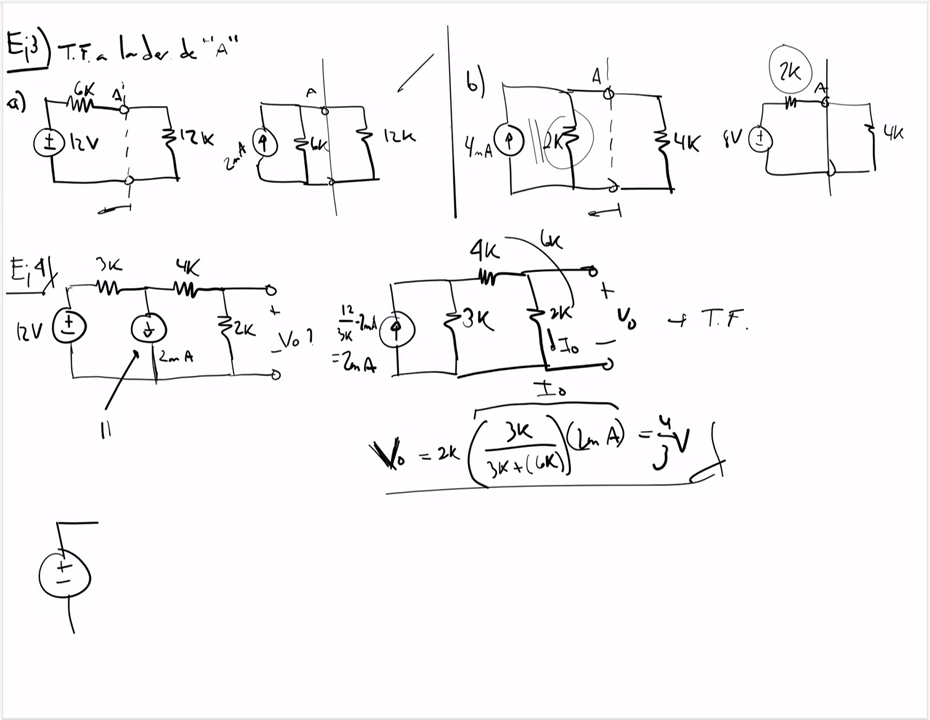 Ej3) T.F. a lado de "A"
a)
6K
A
12V
12K
A
2mA
6K
12K
b)
A
4mA
2K
4K
2K
A
8V
4K
Ej4)
3K
4K
12V
2mA
2K
+
- Vo?
11
4K
6K
12/3K - 2mA
= 2mA
3K
2K
Io
+
Vo
-
→ T.F.
Io
Vo = 2K (3K / 3K+(6K)) (2mA) = 4/3 V
+
-